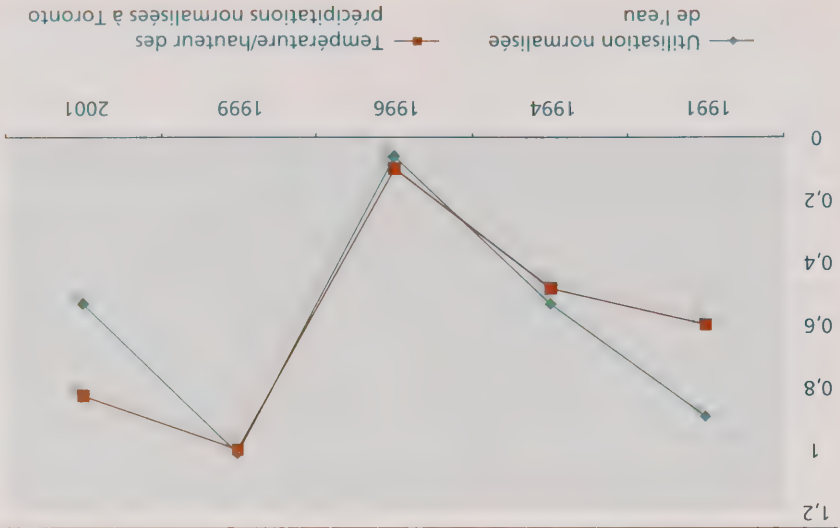 1,2
1
0,8
0,6
0,4
0,2
0
1991 1994 1996 1999 2001
Utilisation normalisée
de l'eau
Température/hauteur des
précipitations normalisées à Toronto